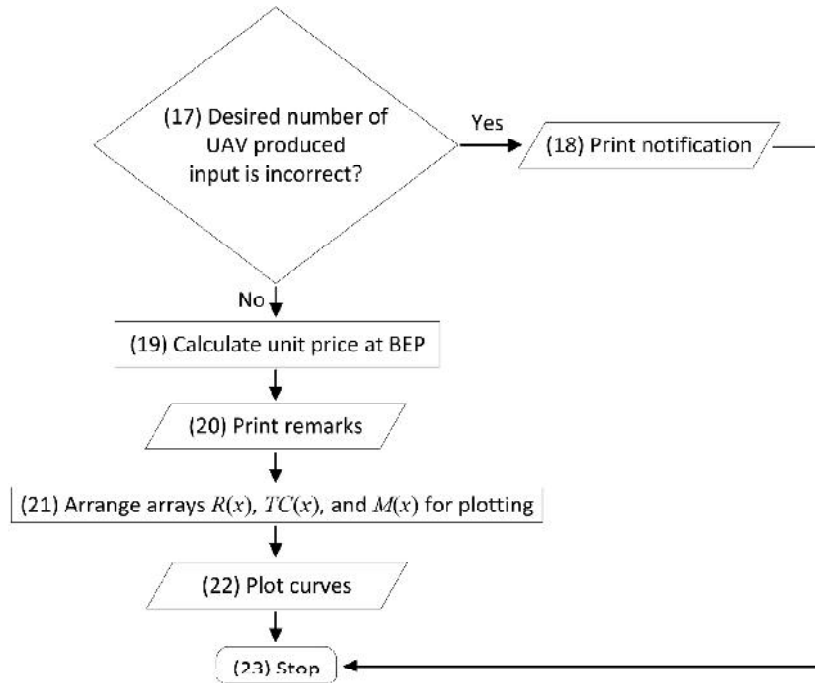 (17) Desired number of
UAV produced
input is incorrect?
Yes
(18) Print notification
No
(19) Calculate unit price at BEP
(20) Print remarks
(21) Arrange arrays R(x), TC(x), and M(x) for plotting
(22) Plot curves
(23) Stop